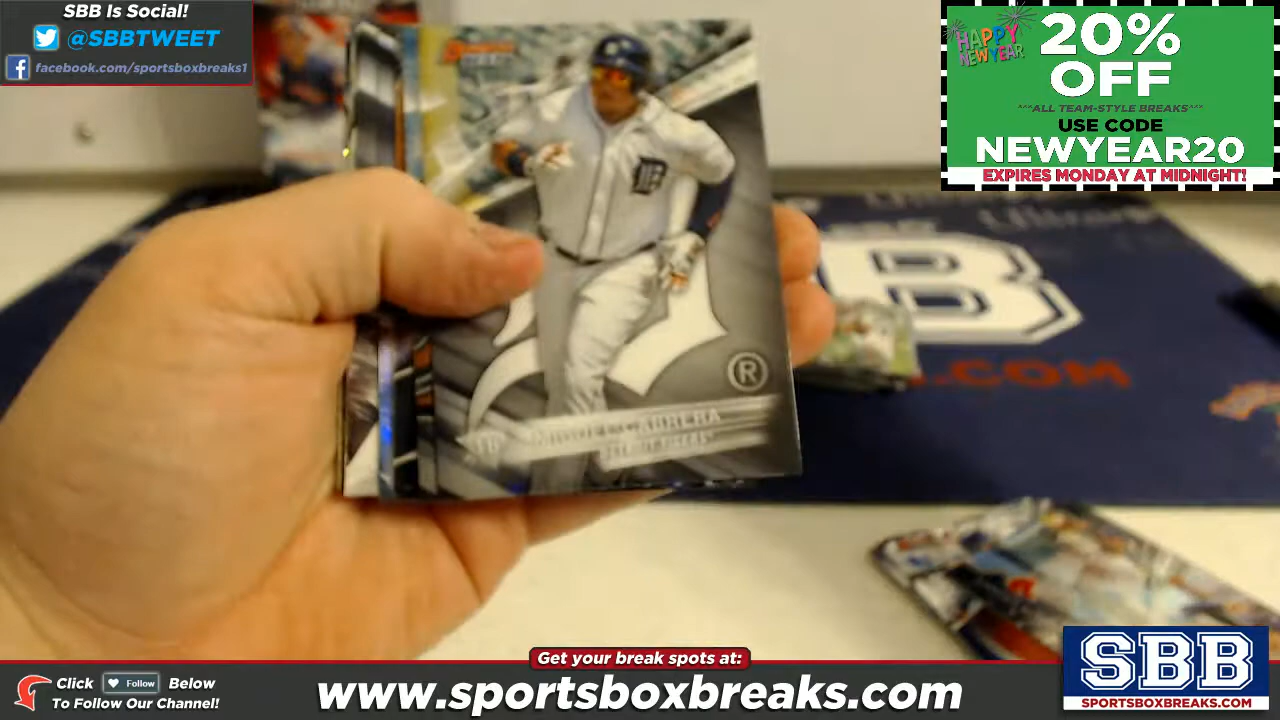 SBB Is Social!
@SBBTWEET
facebook.com/sportsboxbreaks1
HAPPY
NEW YEAR
20%
OFF
***ALL TEAM-STYLE BREAKS***
USE CODE
NEWYEAR20
EXPIRES MONDAY AT MIDNIGHT!
®
1B MIGUEL CABRERA
B
.COM
Get your break spots at:
www.sportsboxbreaks.com
Click Follow Below
To Follow Our Channel!
SBB
SPORTSBOXBREAKS.COM